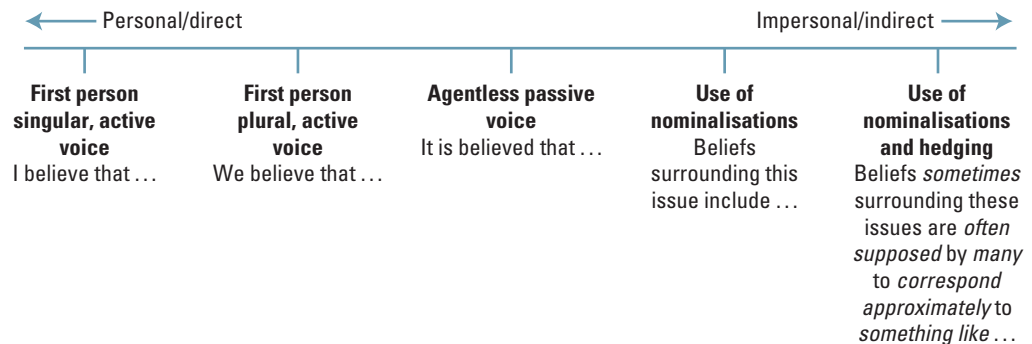 Personal/direct
Impersonal/indirect
First person
singular, active
voice
I believe that ...
First person
plural, active
voice
We believe that ...
Agentless passive
voice
It is believed that ...
Use of
nominalisations
Beliefs
surrounding this
issue include ...
Use of
nominalisations
and hedging
Beliefs sometimes
surrounding these
issues are often
supposed by many
to correspond
approximately to
something like ...